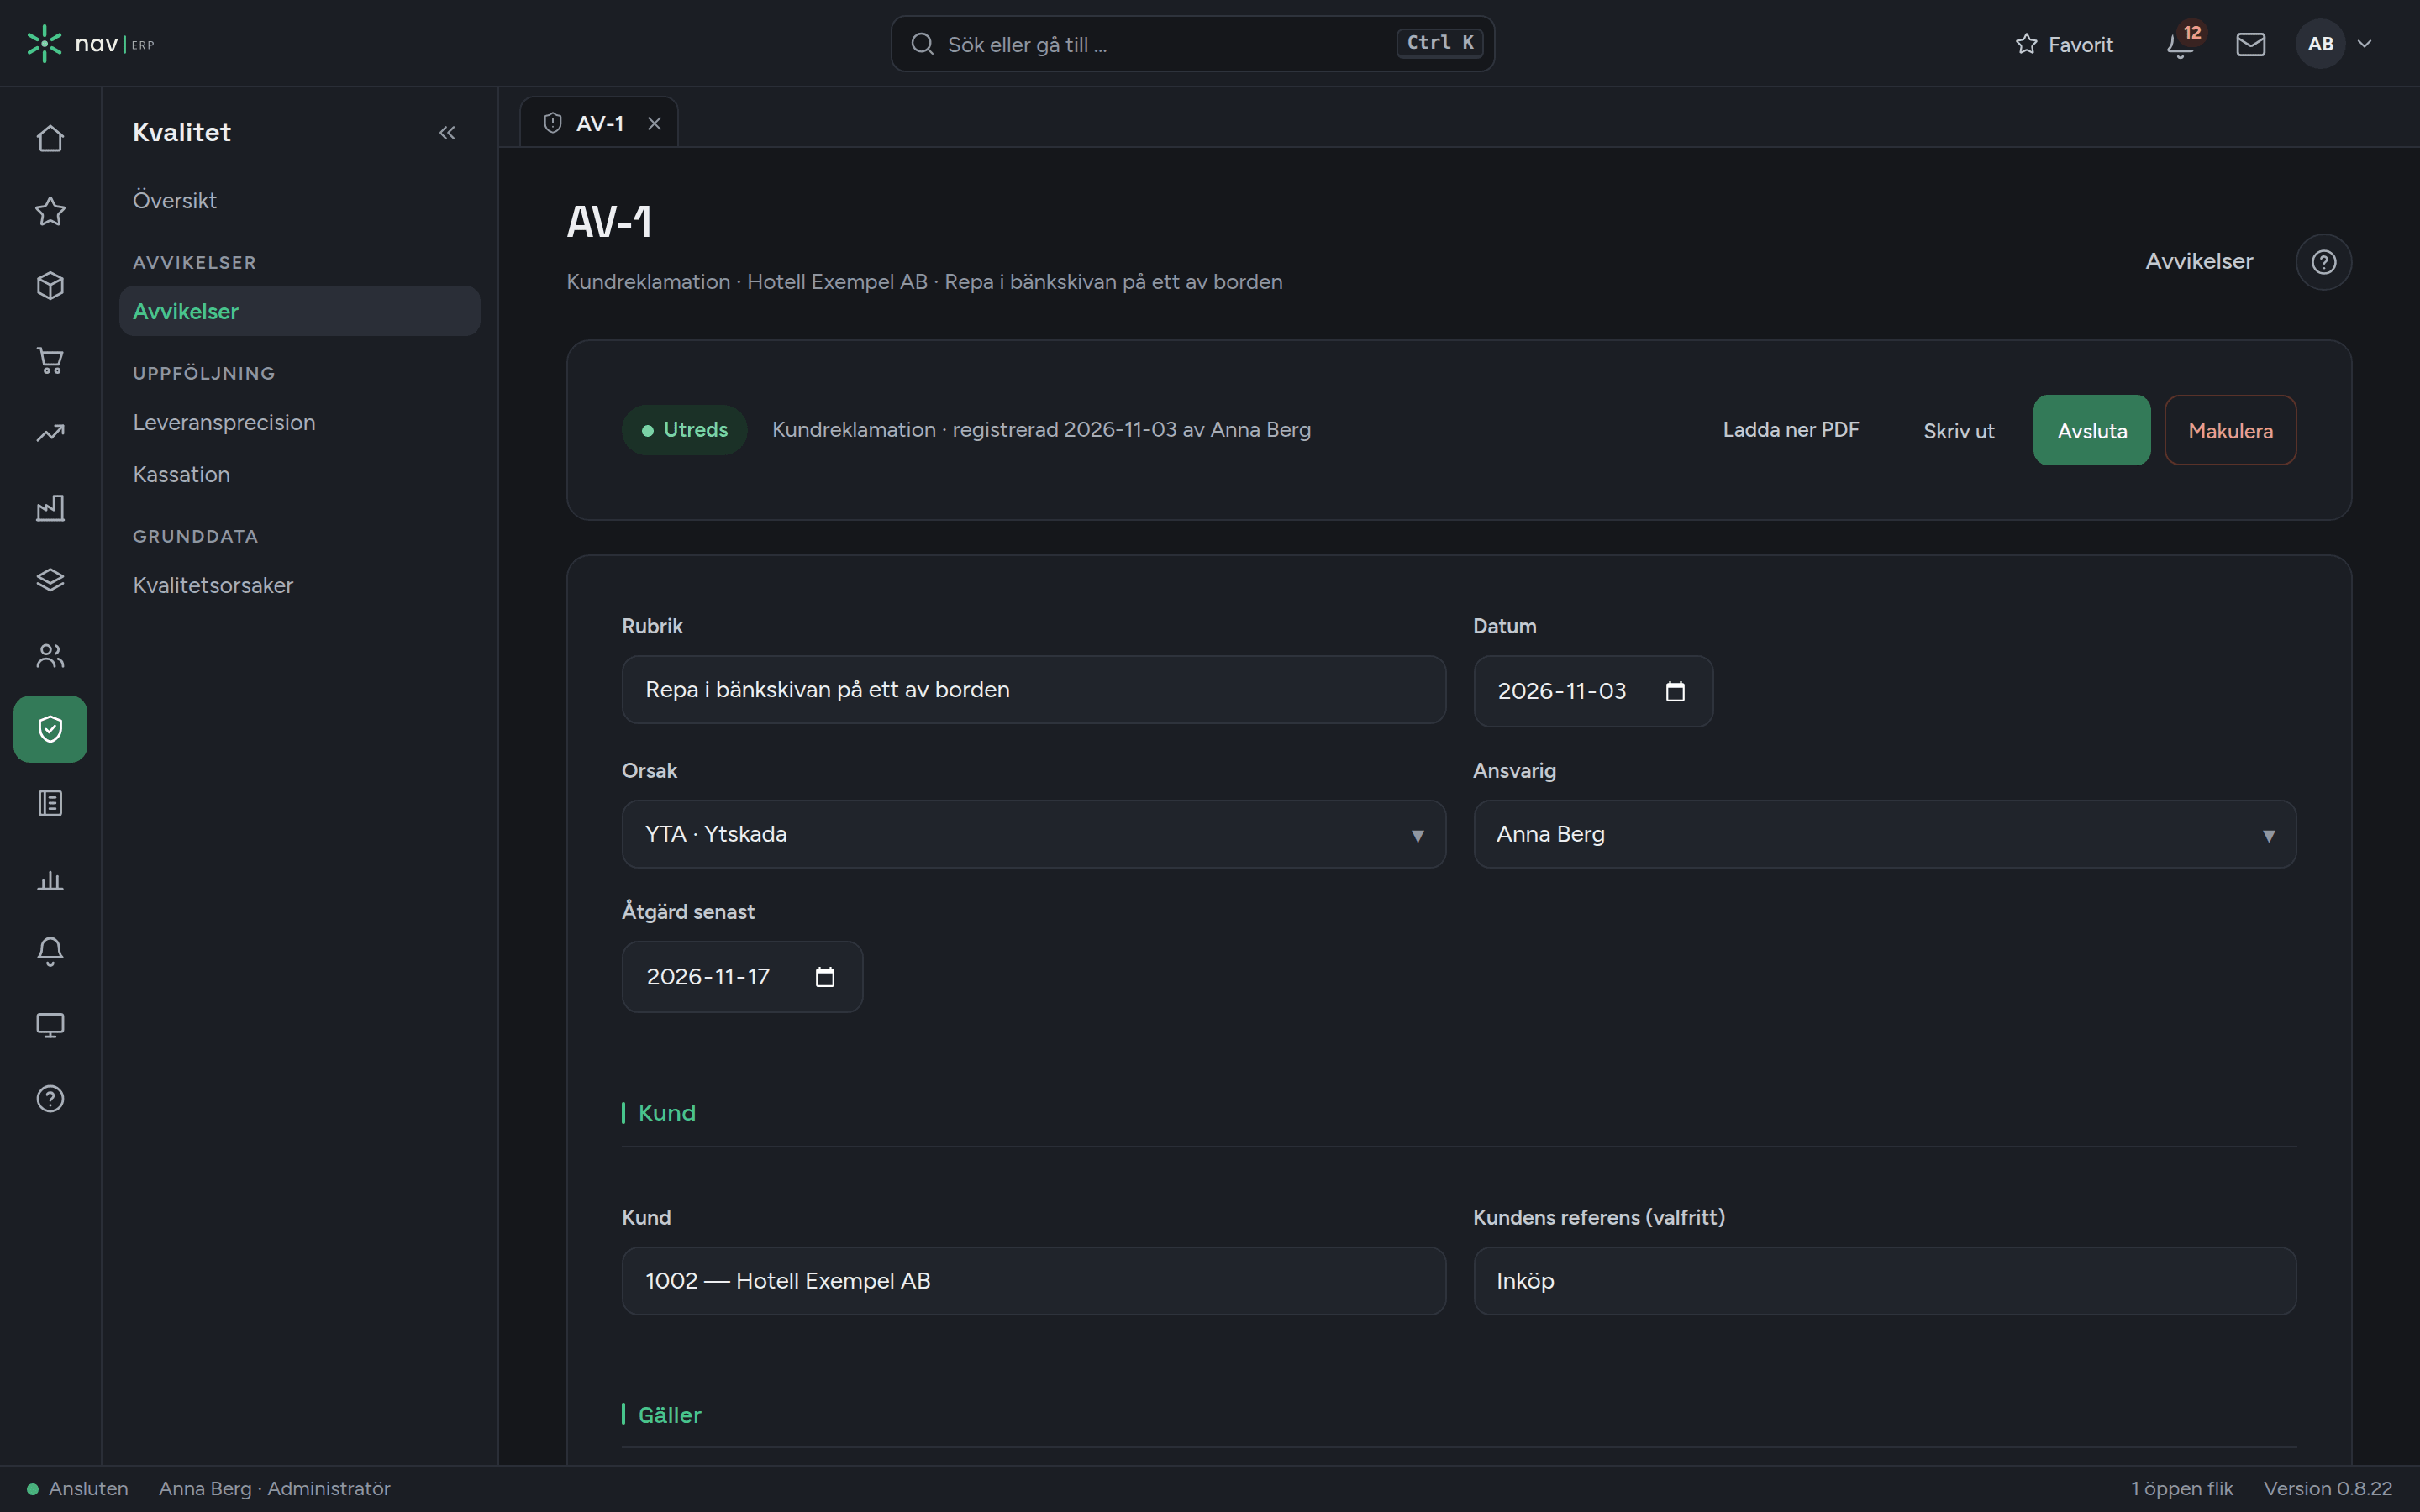 nav | ERP
Sök eller gå till ...
Ctrl K
Favorit
12
AB
Kvalitet
Översikt
AVVIKELSER
Avvikelser
UPPFÖLJNING
Leveransprecision
Kassation
GRUNDDATA
Kvalitetsorsaker
AV-1
AV-1
Kundreklamation · Hotell Exempel AB · Repa i bänkskivan på ett av borden
Avvikelser
Utreds
Kundreklamation · registrerad 2026-11-03 av Anna Berg
Ladda ner PDF
Skriv ut
Avsluta
Makulera
Rubrik
Datum
Repa i bänkskivan på ett av borden
2026-11-03
Orsak
Ansvarig
YTA · Ytskada
Anna Berg
Åtgärd senast
2026-11-17
Kund
Kund
Kundens referens (valfritt)
1002 — Hotell Exempel AB
Inköp
Gäller
Ansluten
Anna Berg · Administratör
1 öppen flik
Version 0.8.22